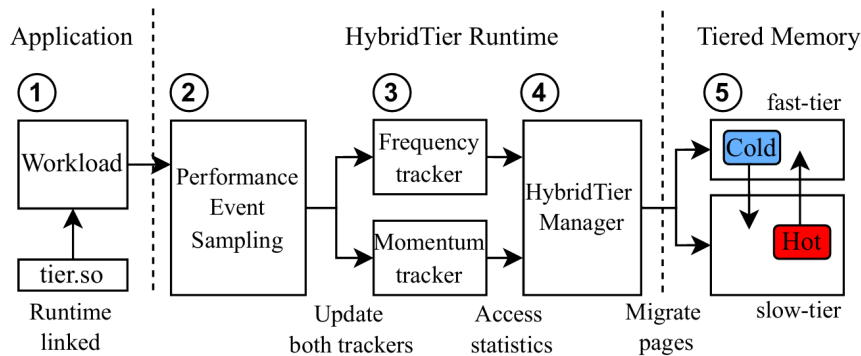 Application
HybridTier Runtime
Tiered Memory
1
2
3
4
5
Workload
tier.so
Runtime
linked
Performance
Event
Sampling
Update
both trackers
Frequency
tracker
Momentum
tracker
Access
statistics
HybridTier
Manager
Migrate
pages
fast-tier
Cold
Hot
slow-tier